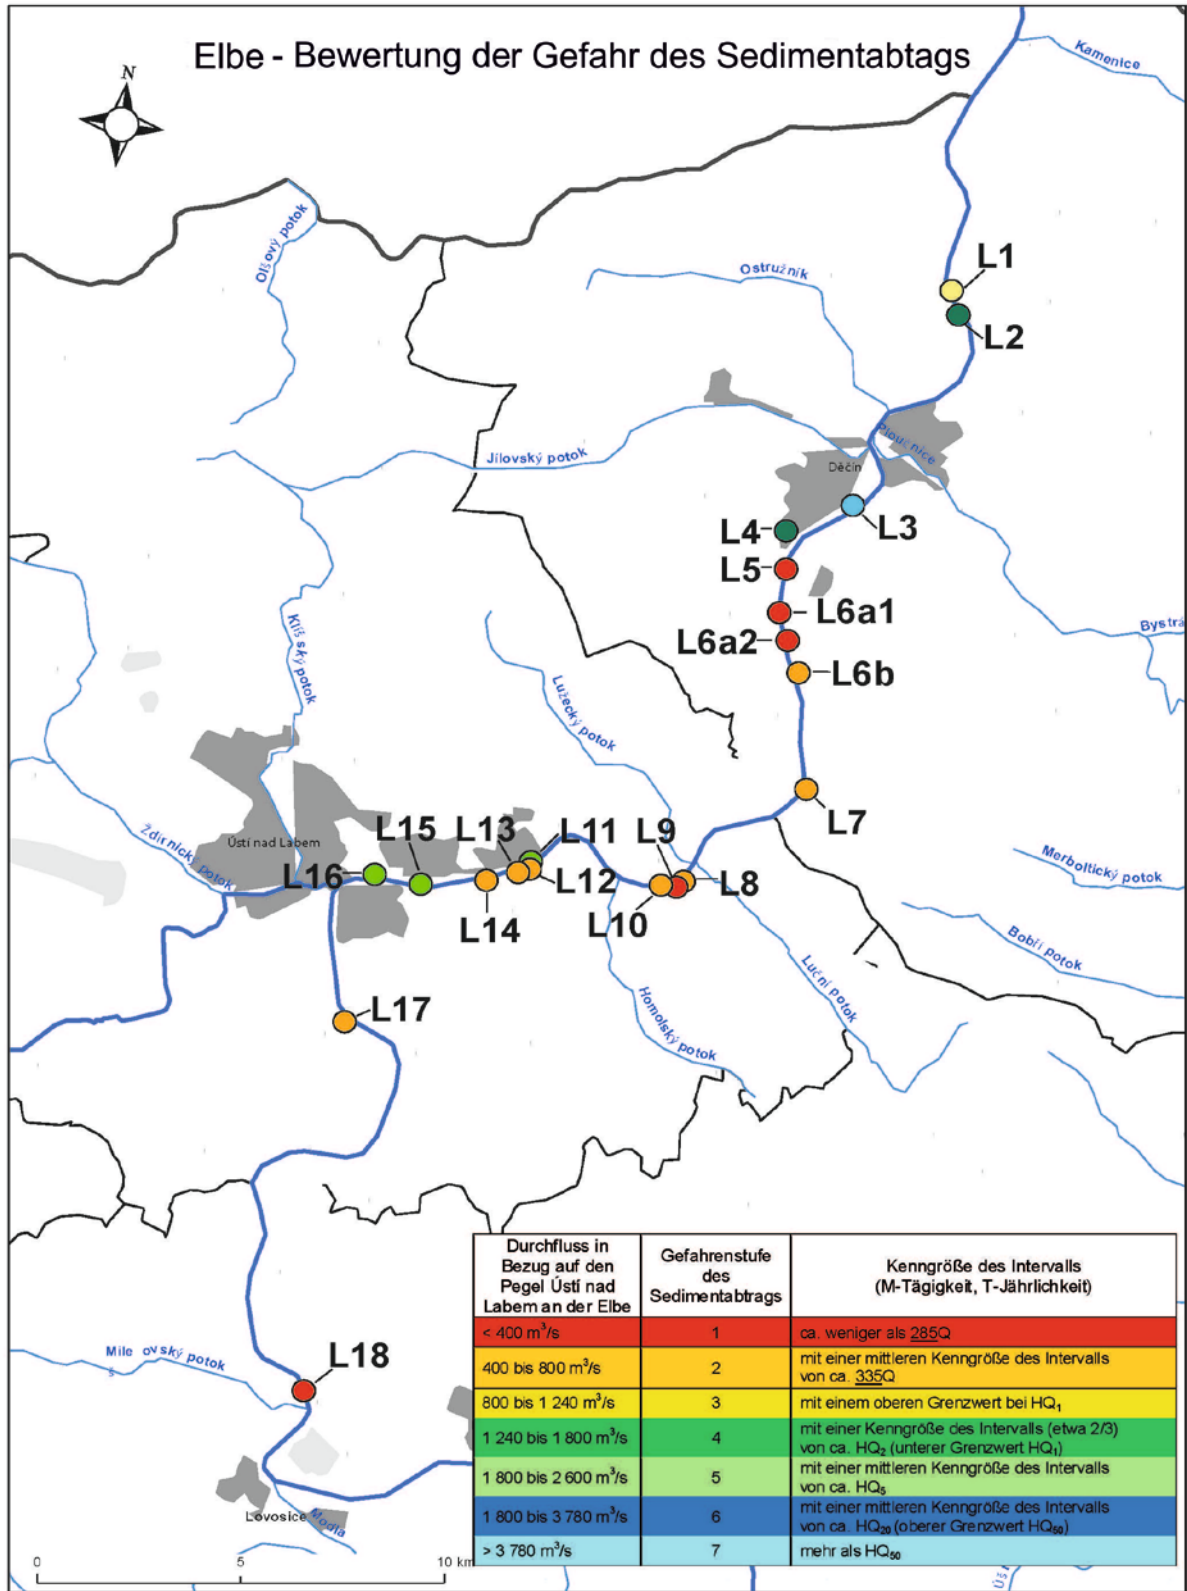 Elbe - Bewertung der Gefahr des Sedimentabtags
N
Kamenice
Olšový potok
Ostružník
L1
L2
Ploučnice
Jílovský potok
Děčín
L3
L4
L5
L6a1
L6a2
L6b
Bystrá
Klíšský potok
Lužecký potok
L7
Ždírnický potok
Ústí nad Labem
L16
L15
L13
L11
L9
L8
L12
L14
L10
Merboltický potok
Bobří potok
Luční potok
Homolský potok
L17
Mile ovský potok
š
L18
Lovosice
Modla
0 5 10 km
Durchfluss in
Bezug auf den
Pegel Ústí nad
Labem an der Elbe
Gefahrenstufe
des
Sedimentabtrags
Kenngröße des Intervalls
(M-Tägigkeit, T-Jährlichkeit)
< 400 m³/s 1 ca. weniger als 285Q
400 bis 800 m³/s 2 mit einer mittleren Kenngröße des Intervalls
von ca. 335Q
800 bis 1 240 m³/s 3 mit einem oberen Grenzwert bei HQ₁
1 240 bis 1 800 m³/s 4 mit einer Kenngröße des Intervalls (etwa 2/3)
von ca. HQ₂ (unterer Grenzwert HQ₁)
1 800 bis 2 600 m³/s 5 mit einer mittleren Kenngröße des Intervalls
von ca. HQ₅
1 800 bis 3 780 m³/s 6 mit einer mittleren Kenngröße des Intervalls
von ca. HQ₂₀ (oberer Grenzwert HQ₅₀)
> 3 780 m³/s 7 mehr als HQ₅₀